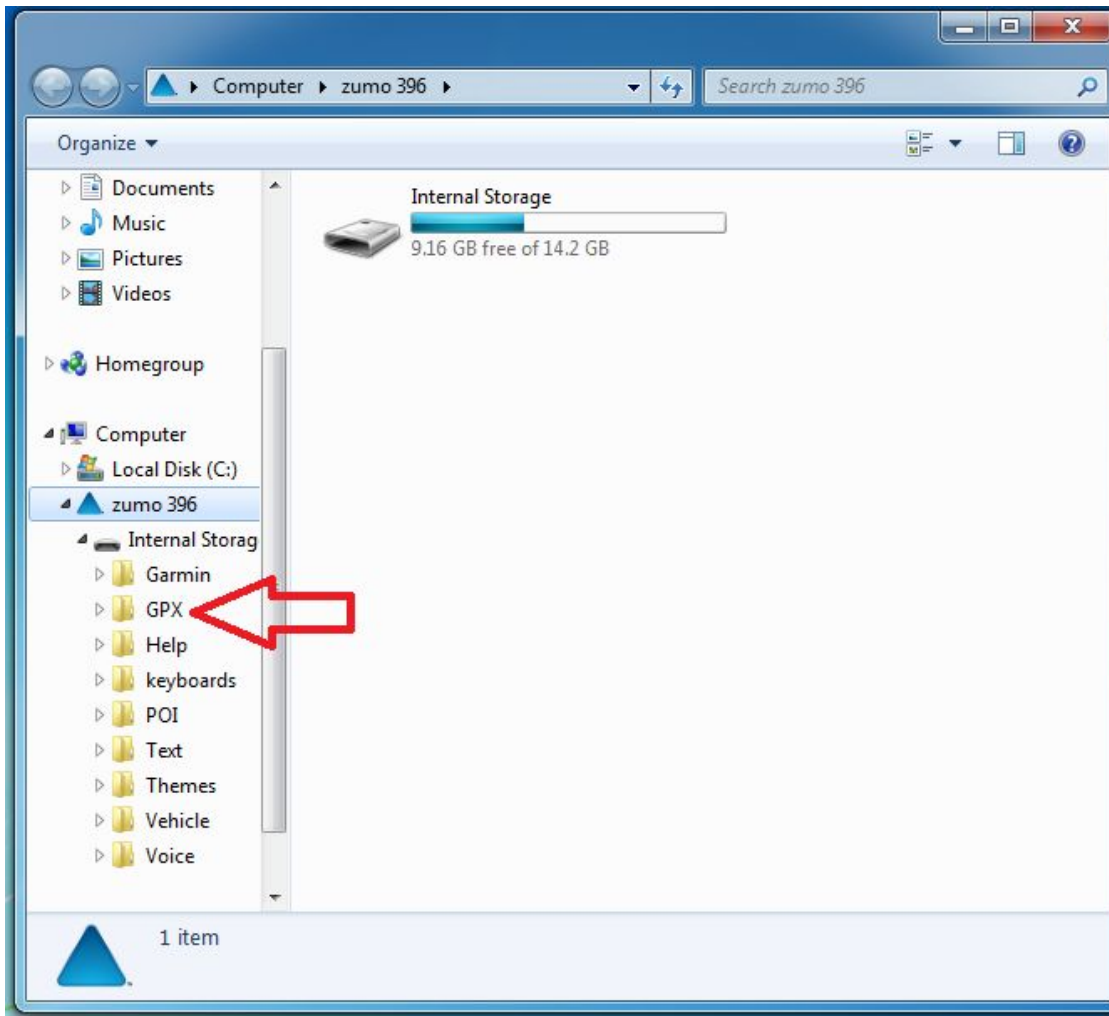 Computer ▸ zumo 396 ▸
Search zumo 396
Organize
Documents
Music
Pictures
Videos
Homegroup
Computer
Local Disk (C:)
zumo 396
Internal Storag
Garmin
GPX
Help
keyboards
POI
Text
Themes
Vehicle
Voice
Internal Storage
9.16 GB free of 14.2 GB
1 item